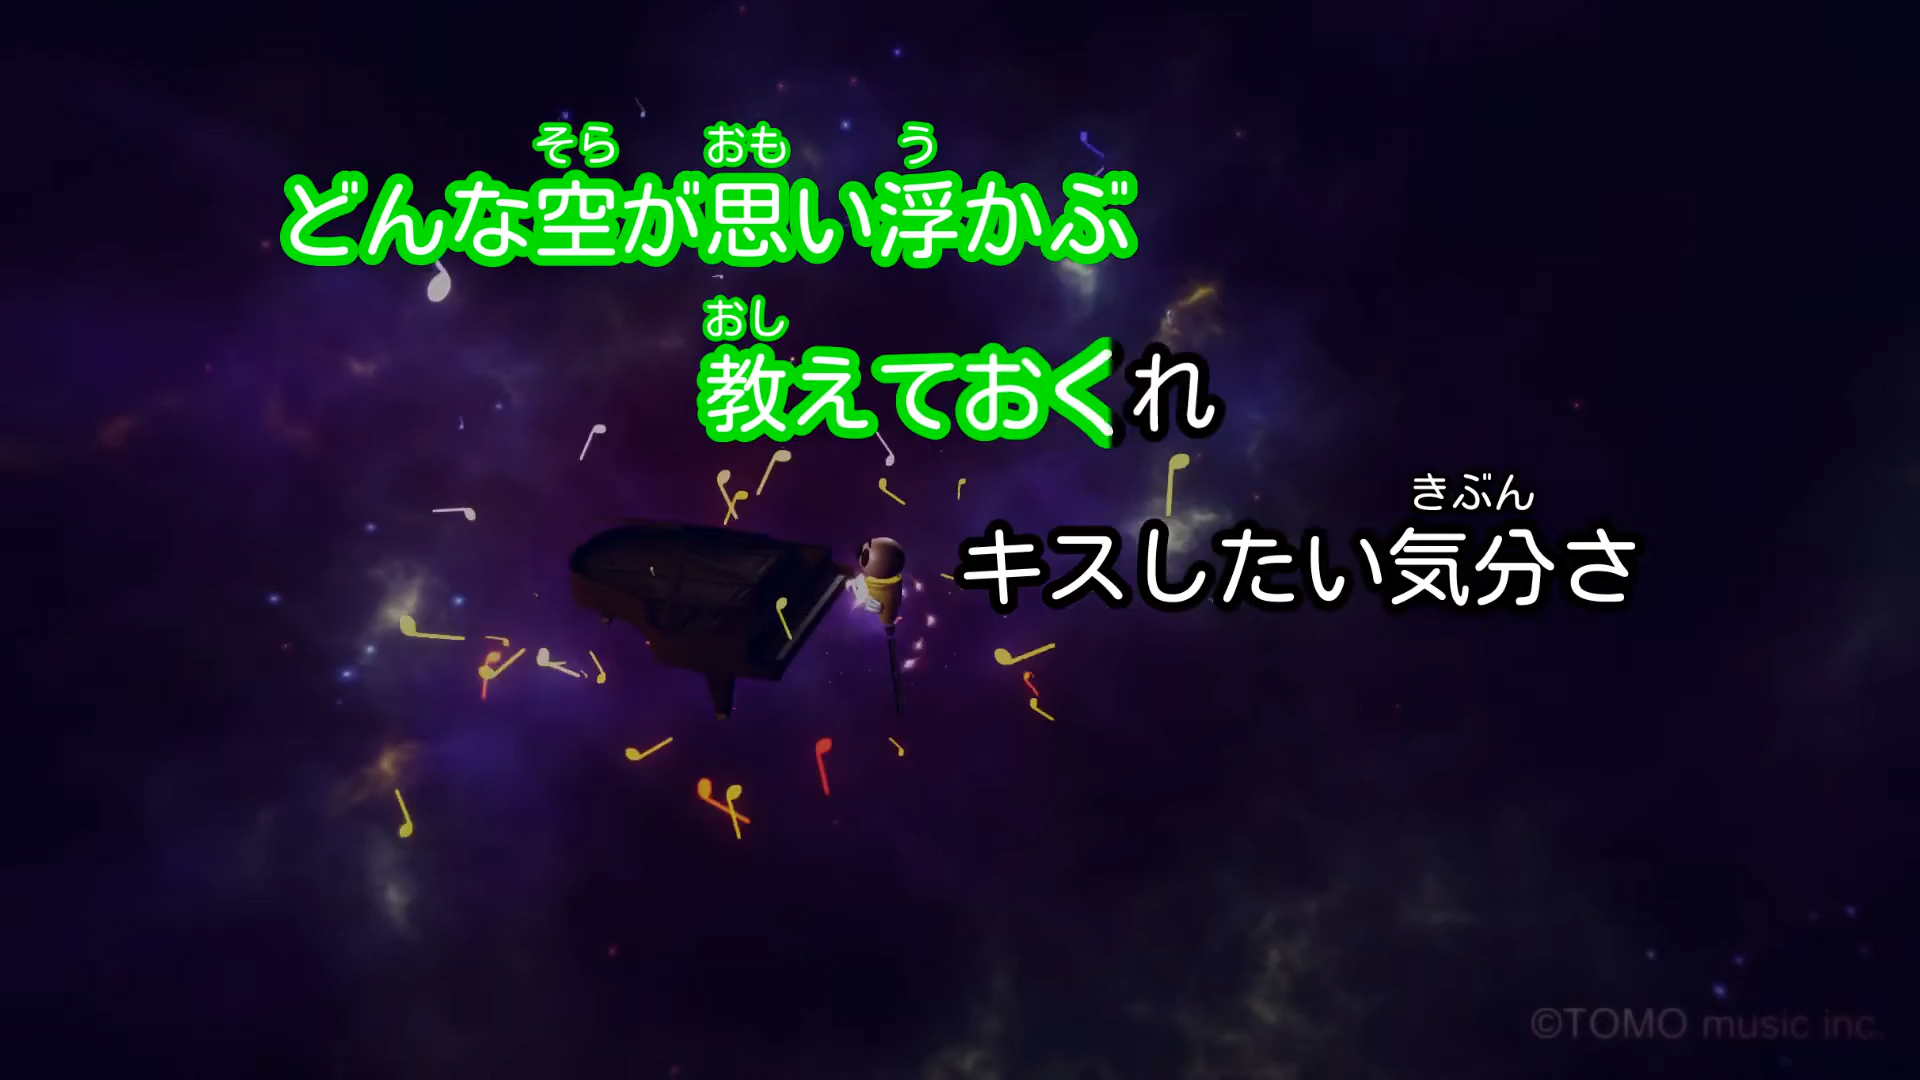 そら おも う
どんな空が思い浮かぶ
おし
教えておくれ
きぶん
キスしたい気分さ
©TOMO music inc.